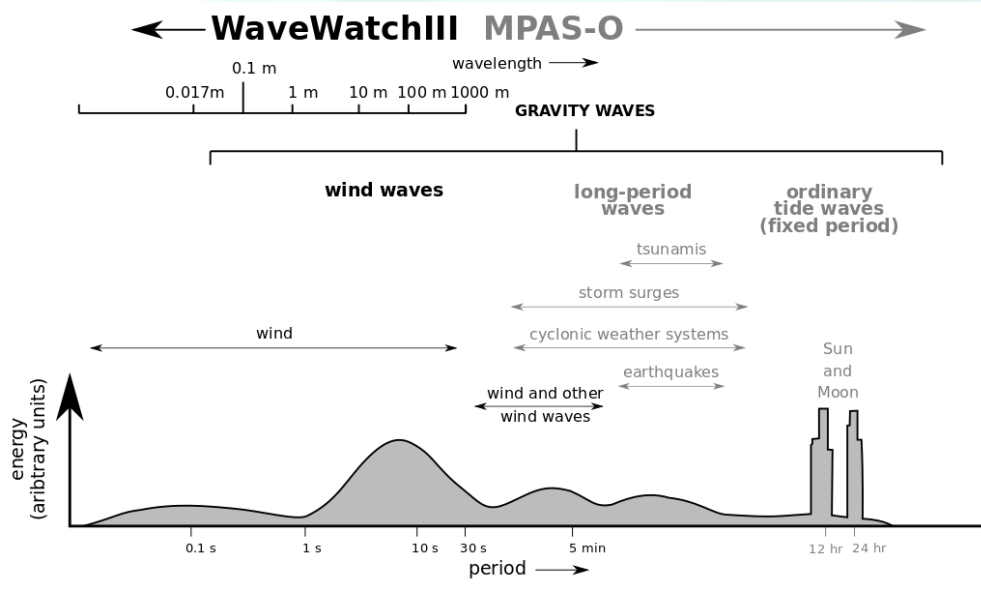 WaveWatchIII MPAS-O
wavelength
0.1 m
0.017m 1 m 10 m 100 m 1000 m
GRAVITY WAVES
wind waves
long-period
waves
ordinary
tide waves
(fixed period)
tsunamis
storm surges
wind
cyclonic weather systems
Sun
and
Moon
earthquakes
wind and other
wind waves
energy
(aribtrary units)
0.1 s 1 s 10 s 30 s 5 min 12 hr 24 hr
period